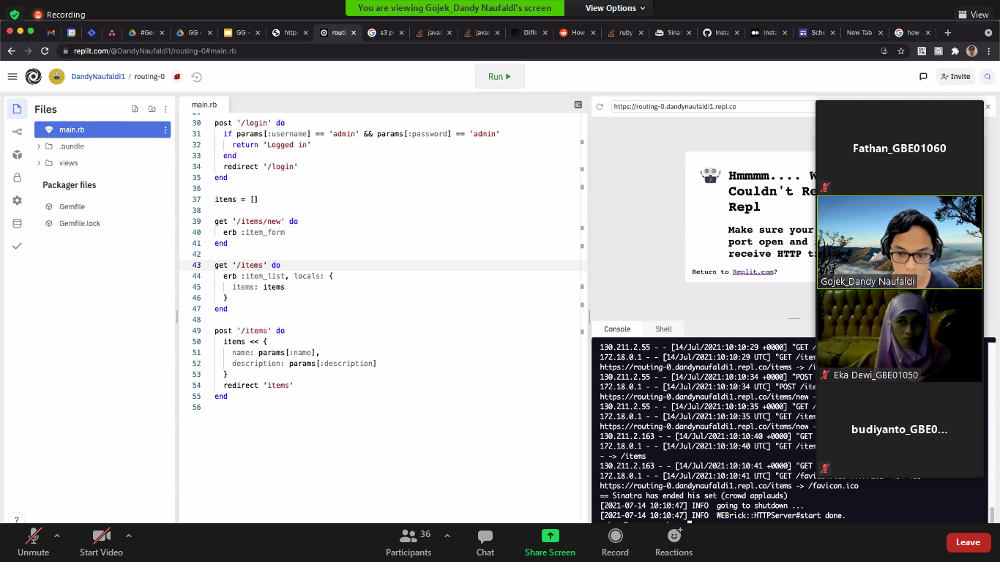 Recording
You are viewing Gojek_Dandy Naufaldi's screen
View Options
View
#Ger
GG -
GG -
https:
routi
s3 p
javas
javas
Diffe
How
ruby
Sinat
Insta
Insta
Sche
New Tab
how
replit.com/@DandyNaufaldi1/routing-0#main.rb
DandyNaufaldi1 / routing-0
Run
Invite
Files
main.rb
.bundle
views
Packager files
Gemfile
Gemfile.lock
?
main.rb
29
30 post '/login' do
31 if params[:username] == 'admin' && params[:password] == 'admin'
32 return 'Logged in'
33 end
34 redirect '/login'
35 end
36
37 items = []
38
39 get '/items/new' do
40 erb :item_form
41 end
42
43 get '/items' do
44 erb :item_list, locals: {
45 items: items
46 }
47 end
48
49 post '/items' do
50 items << {
51 name: params[:name],
52 description: params[:description]
53 }
54 redirect 'items'
55 end
56
https://routing-0.dandynaufaldi1.repl.co
Hmmmm.... W
Couldn't Re
Repl
Make sure your
port open and
receive HTTP t
Return to Replit.com?
Console
Shell
130.211.2.55 - - [14/Jul/2021:10:10:29 +0000] "GET /
172.18.0.1 - - [14/Jul/2021:10:10:29 UTC] "GET /item
https://routing-0.dandynaufaldi1.repl.co/items -> /i
130.211.2.55 - - [14/Jul/2021:10:10:34 +0000] "POST
172.18.0.1 - - [14/Jul/2021:10:10:34 UTC] "POST /ite
https://routing-0.dandynaufaldi1.repl.co/items/new -
130.211.2.55 - - [14/Jul/2021:10:10:35 +0000] "GET /
172.18.0.1 - - [14/Jul/2021:10:10:35 UTC] "GET /item
https://routing-0.dandynaufaldi1.repl.co/items/new -
130.211.2.163 - - [14/Jul/2021:10:10:40 +0000] "GET
172.18.0.1 - - [14/Jul/2021:10:10:40 UTC] "GET /item
- -> /items
130.211.2.163 - - [14/Jul/2021:10:10:41 +0000] "GET
172.18.0.1 - - [14/Jul/2021:10:10:41 UTC] "GET
https://routing-0.dandynaufaldi1.repl.co/items -> /favicon.ico
== Sinatra has ended his set (crowd applauds)
[2021-07-14 10:10:47] INFO going to shutdown ...
[2021-07-14 10:10:47] INFO WEBrick::HTTPServer#start done.
Fathan_GBE01060
Gojek_Dandy Naufaldi
Eka Dewi_GBE01050
budiyanto_GBE0...
Unmute
Start Video
Participants
36
Chat
Share Screen
Record
Reactions
Leave